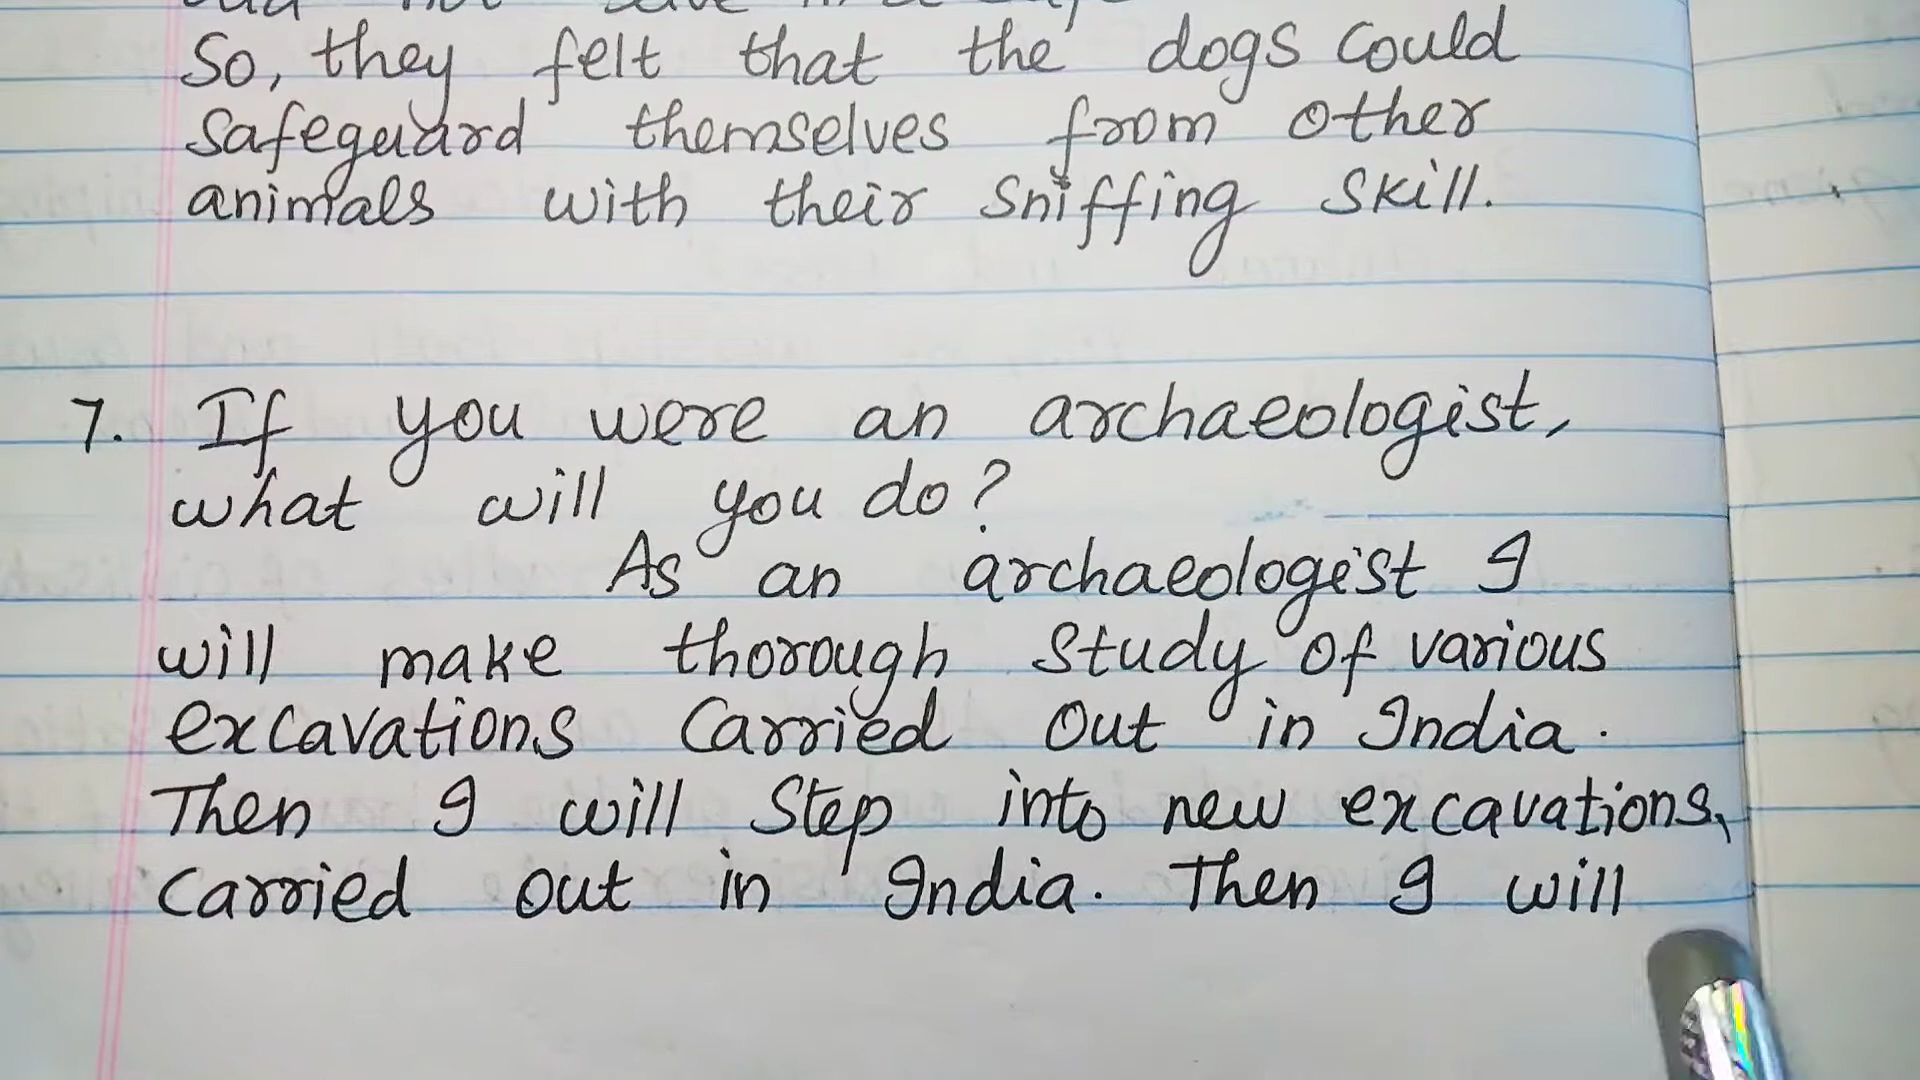 So, they felt that the dogs could
safeguard themselves from other
animals with their sniffing skill.
7. If you were an archaeologist,
what will you do?
As an archaeologist I
will make thorough study of various
excavations carried out in India.
Then I will step into new excavations,
carried out in India. Then I will